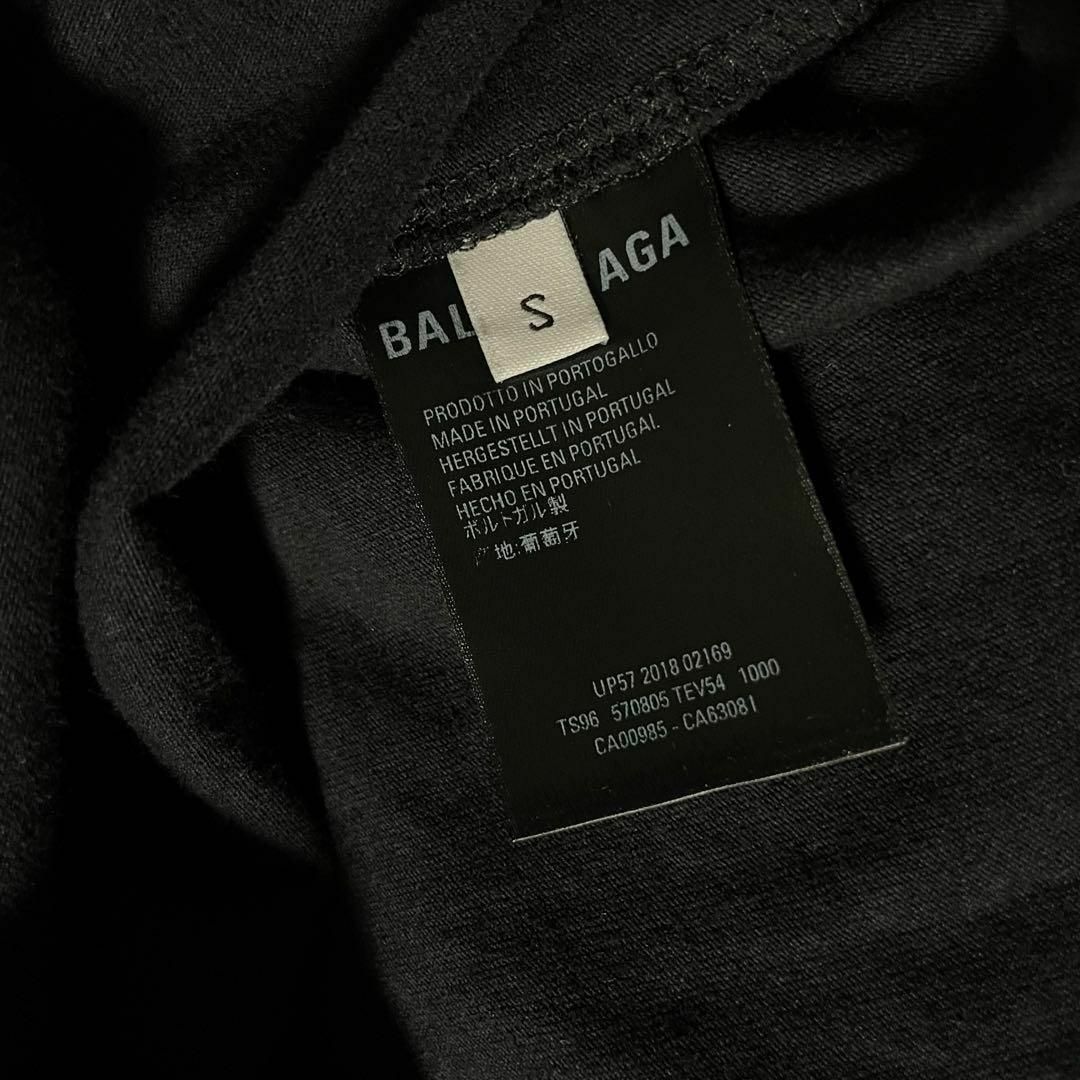 BAL AGA
S
PRODOTTO IN PORTOGALLO
MADE IN PORTUGAL
HERGESTELLT IN PORTUGAL
FABRIQUE EN PORTUGAL
HECHO EN PORTUGAL
ポルトガル製
地:葡萄牙
UP57 2018 02169
TS96 570805 TEV54 1000
CA00985 - CA63081